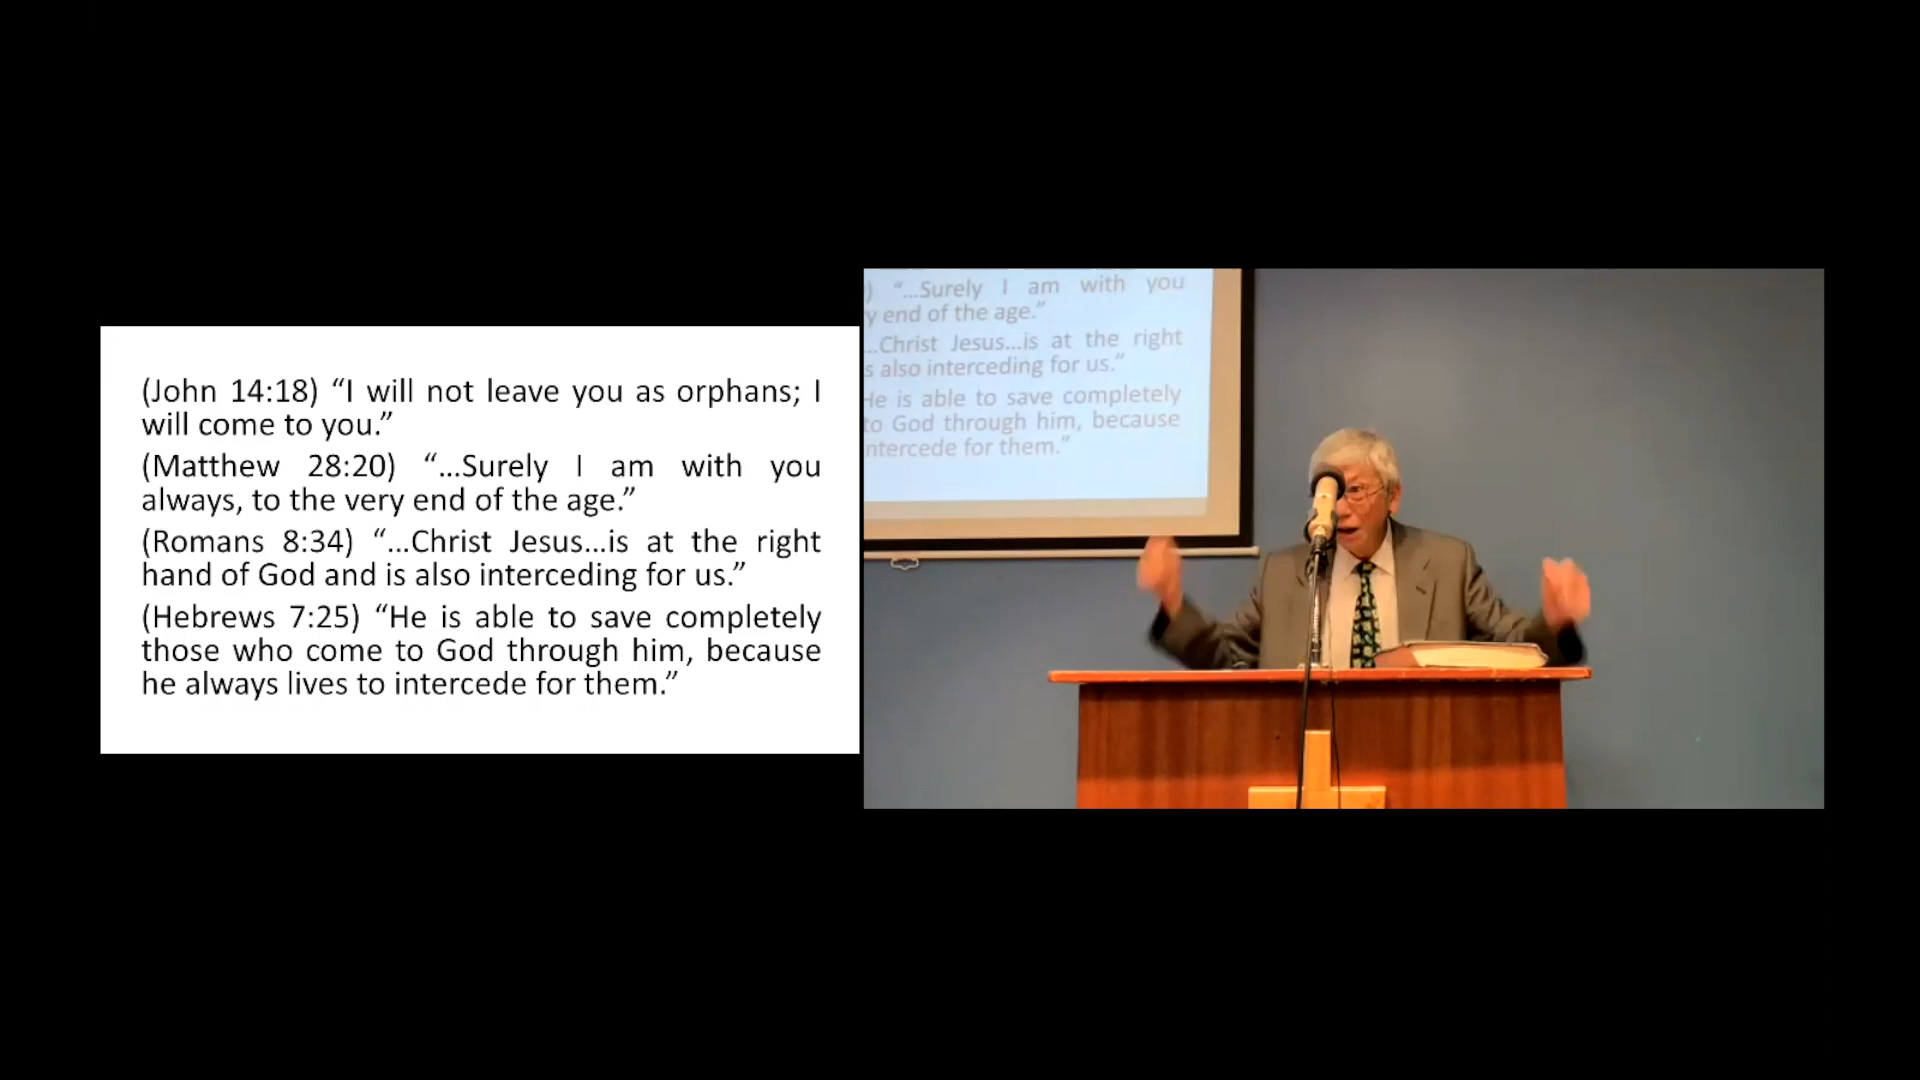 (John 14:18) “I will not leave you as orphans; I
will come to you.”
(Matthew 28:20) “...Surely I am with you
always, to the very end of the age.”
(Romans 8:34) “...Christ Jesus...is at the right
hand of God and is also interceding for us.”
(Hebrews 7:25) “He is able to save completely
those who come to God through him, because
he always lives to intercede for them.”
) “...Surely I am with you
y end of the age.”
...Christ Jesus...is at the right
s also interceding for us.”
He is able to save completely
to God through him, because
ntercede for them.”